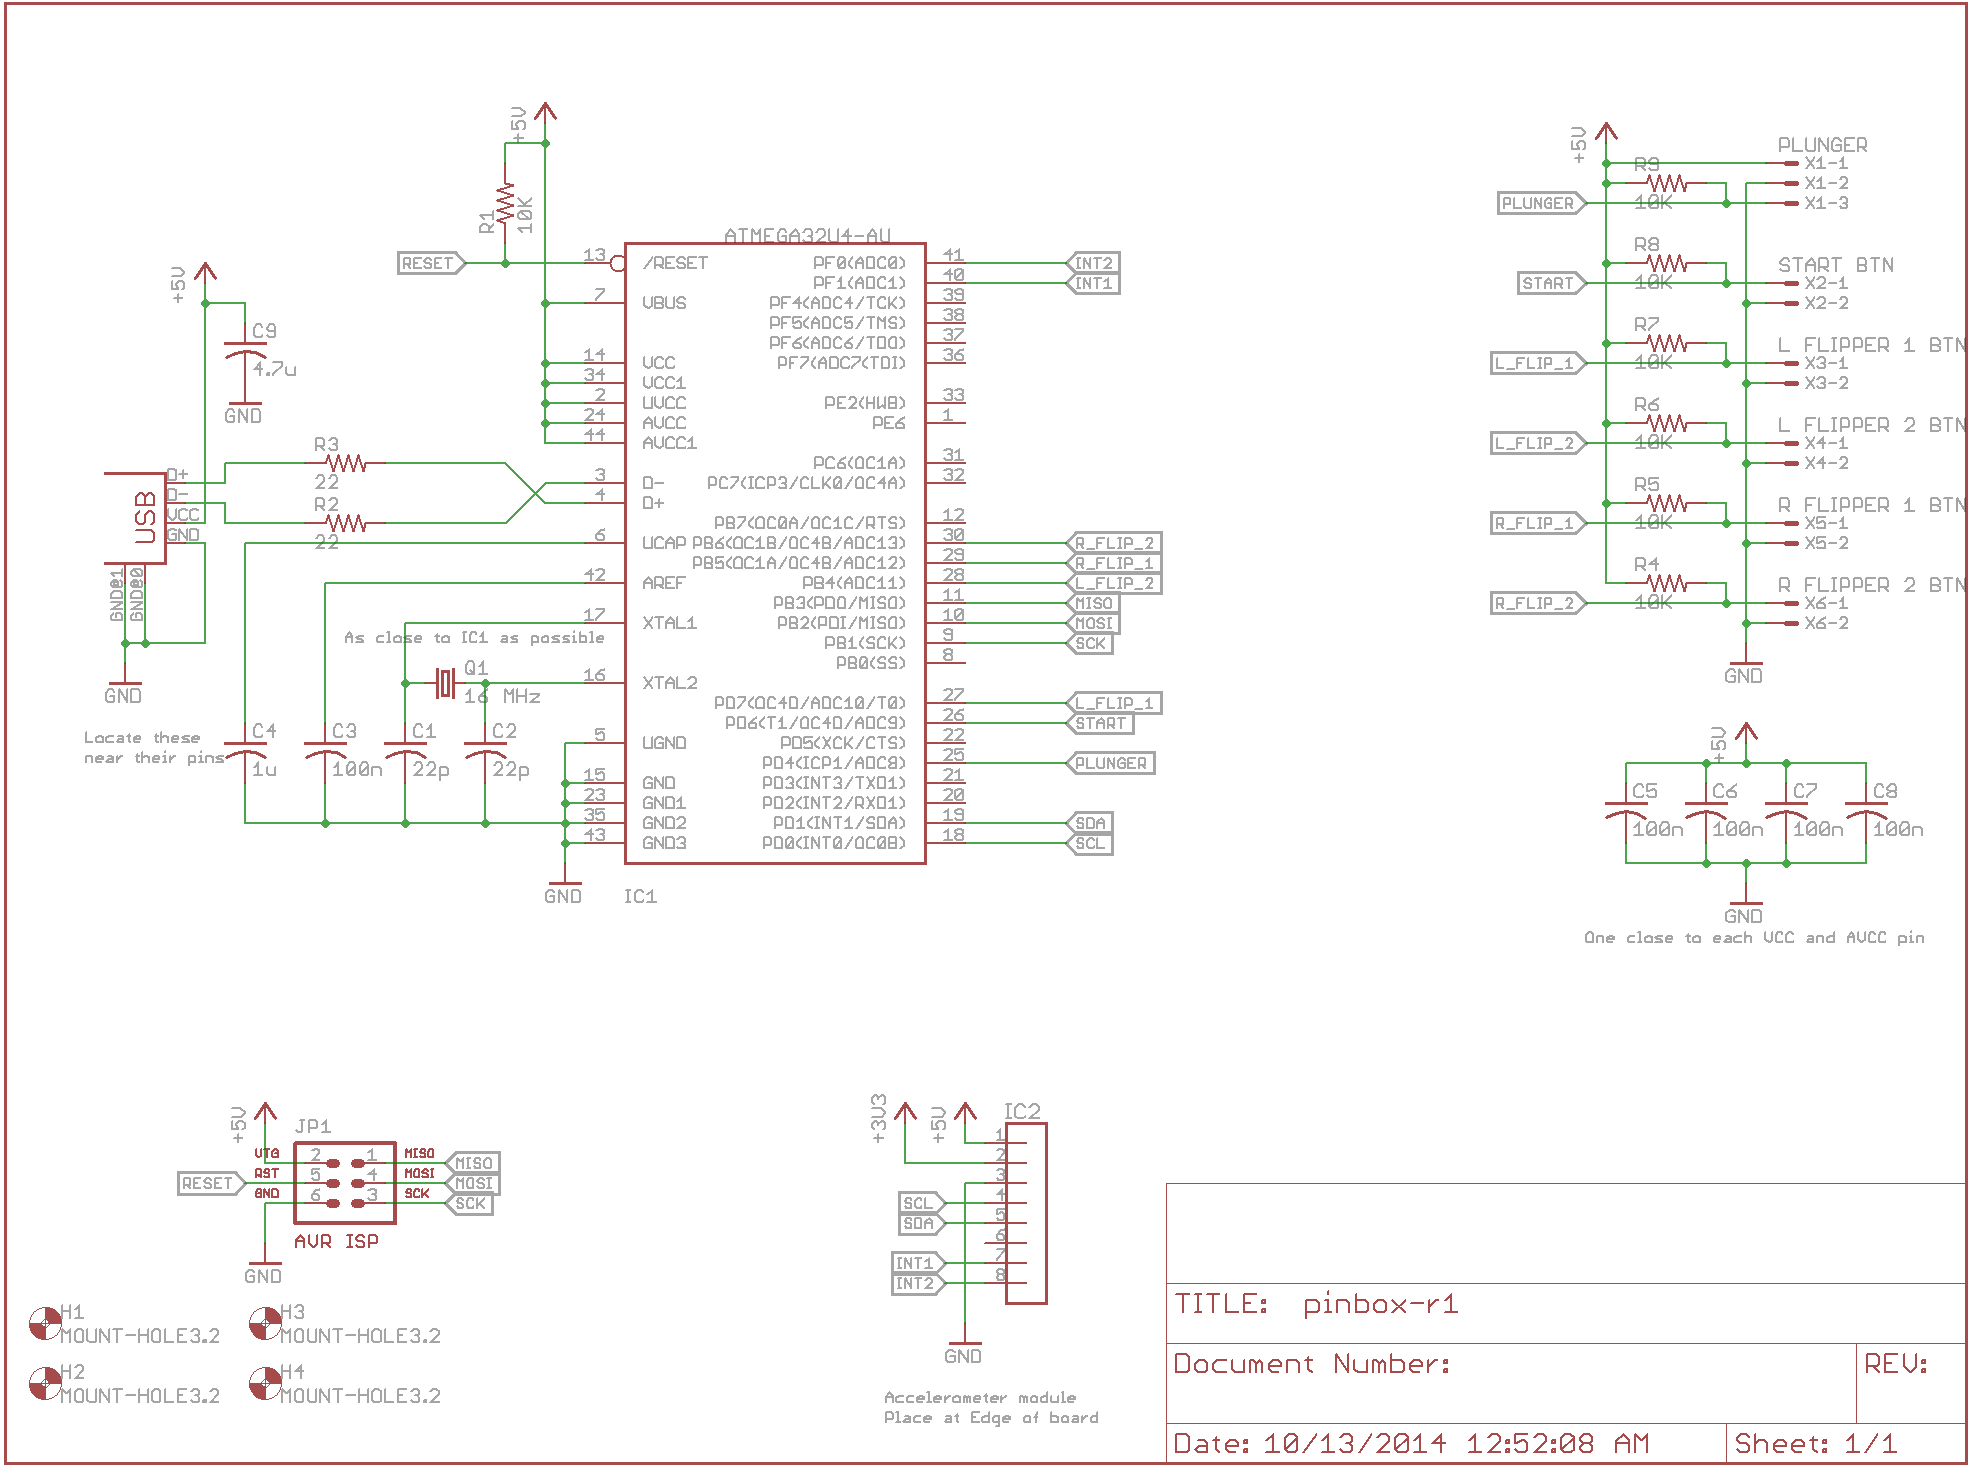 +5V
R1
10K
RESET
ATMEGA32U4-AU
13 /RESET
7 VBUS
14 VCC
34 VCC1
2 UVCC
24 AVCC
44 AVCC1
3 D-
4 D+
6 UCAP
42 AREF
17 XTAL1
16 XTAL2
5 UGND
15 GND
23 GND1
35 GND2
43 GND3
PF0(ADC0) 41 INT2
PF1(ADC1) 40 INT1
PF4(ADC4/TCK) 39
PF5(ADC5/TMS) 38
PF6(ADC6/TDO) 37
PF7(ADC7(TDI) 36
PE2(HWB) 33
PE6 1
PC6(OC1A) 31
PC7(ICP3/CLK0/OC4A) 32
PB7(OC0A/OC1C/RTS) 12
PB6(OC1B/OC4B/ADC13) 30 R_FLIP_2
PB5(OC1A/OC4B/ADC12) 29 R_FLIP_1
PB4(ADC11) 28 L_FLIP_2
PB3(PDO/MISO) 11 MISO
PB2(PDI/MISO) 10 MOSI
PB1(SCK) 9 SCK
PB0(SS) 8
PD7(OC4D/ADC10/T0) 27 L_FLIP_1
PD6(T1/OC4D/ADC9) 26 START
PD5(XCK/CTS) 22
PD4(ICP1/ADC8) 25 PLUNGER
PD3(INT3/TXD1) 21
PD2(INT2/RXD1) 20
PD1(INT1/SDA) 19 SDA
PD0(INT0/OC0B) 18 SCL
GND
IC1
+5V
C9
4.7u
GND
R3
22
R2
22
USB
D+
D-
VCC
GND
GND@1
GND@0
GND
As close to IC1 as possible
Q1
16 MHz
Locate these
near their pins
C4
1u
C3
100n
C1
22p
C2
22p
+5V
PLUNGER
R9
10K
X1-1
X1-2
X1-3
PLUNGER
START BTN
R8
10K
START
X2-1
X2-2
L FLIPPER 1 BTN
R7
10K
L_FLIP_1
X3-1
X3-2
L FLIPPER 2 BTN
R6
10K
L_FLIP_2
X4-1
X4-2
R FLIPPER 1 BTN
R5
10K
R_FLIP_1
X5-1
X5-2
R FLIPPER 2 BTN
R4
10K
R_FLIP_2
X6-1
X6-2
GND
+5V
C5
100n
C6
100n
C7
100n
C8
100n
GND
One close to each VCC and AVCC pin
+5V
JP1
VTG 2 1 MISO MISO
RESET RST 5 4 MOSI MOSI
GND 6 3 SCK SCK
AVR ISP
GND
H1
MOUNT-HOLE3.2
H3
MOUNT-HOLE3.2
H2
MOUNT-HOLE3.2
H4
MOUNT-HOLE3.2
+3V3
+5V
IC2
1
2
3
SCL 4
SDA 5
6
INT1 7
INT2 8
GND
Accelerometer module
Place at Edge of board
TITLE: pinbox-r1
Document Number:
REV:
Date: 10/13/2014 12:52:08 AM
Sheet: 1/1